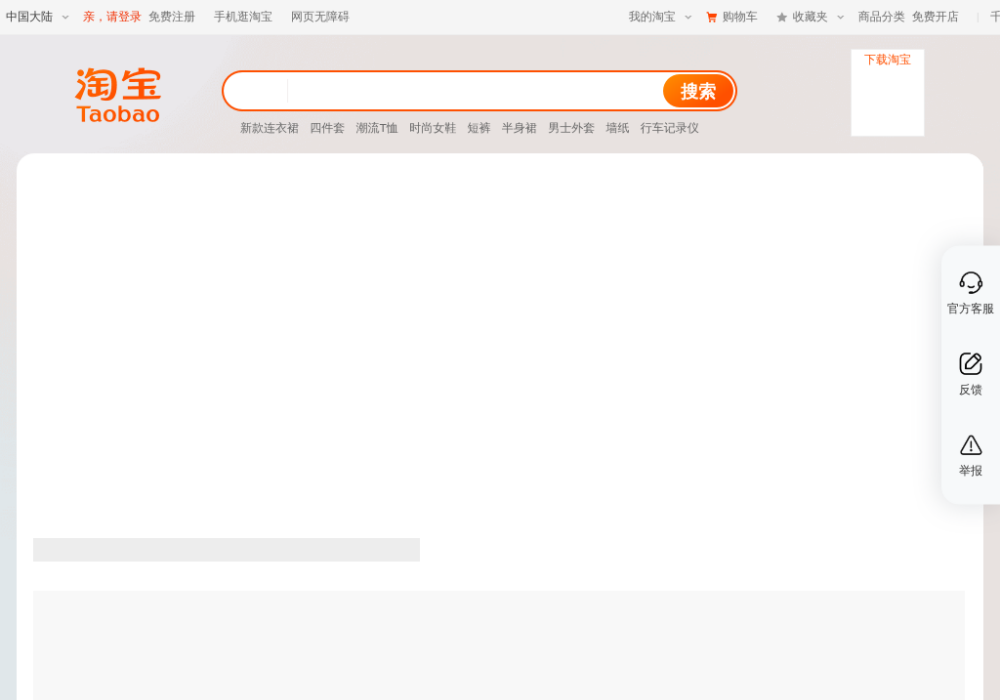 中国大陆 亲，请登录 免费注册 手机逛淘宝 网页无障碍 我的淘宝 购物车 收藏夹 商品分类 免费开店 千
下载淘宝
淘宝
Taobao
搜索
新款连衣裙 四件套 潮流T恤 时尚女鞋 短裤 半身裙 男士外套 墙纸 行车记录仪
官方客服
反馈
举报